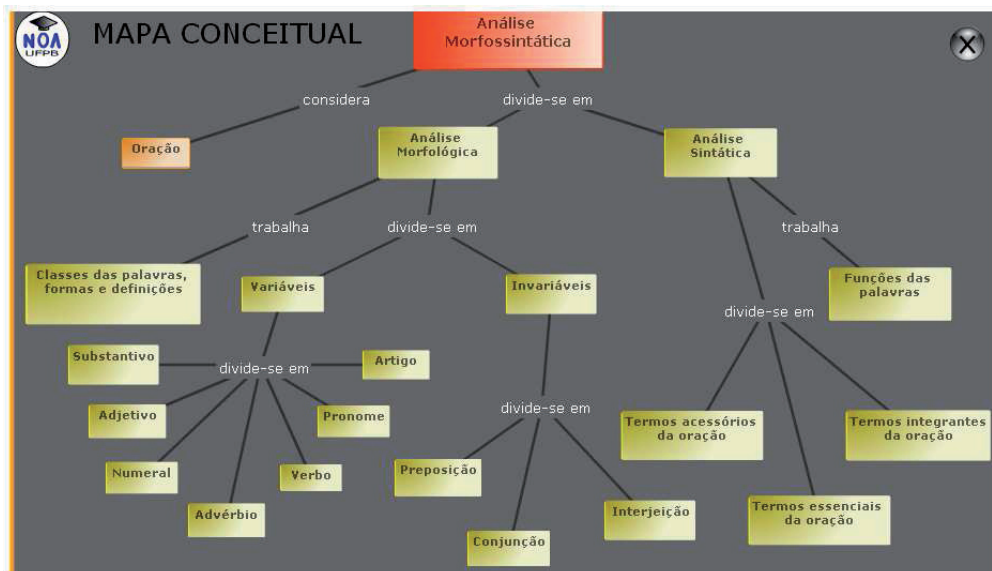 NOA
UFPB
MAPA CONCEITUAL
X
Análise
Morfossintática
considera
divide-se em
Oração
Análise
Morfológica
Análise
Sintática
trabalha
divide-se em
trabalha
Classes das palavras,
formas e definições
Variáveis
Invariáveis
Funções das
palavras
divide-se em
Substantivo
divide-se em
Artigo
Adjetivo
Pronome
divide-se em
Termos acessórios
da oração
Termos integrantes
da oração
Numeral
Verbo
Preposição
Advérbio
Interjeição
Termos essenciais
da oração
Conjunção